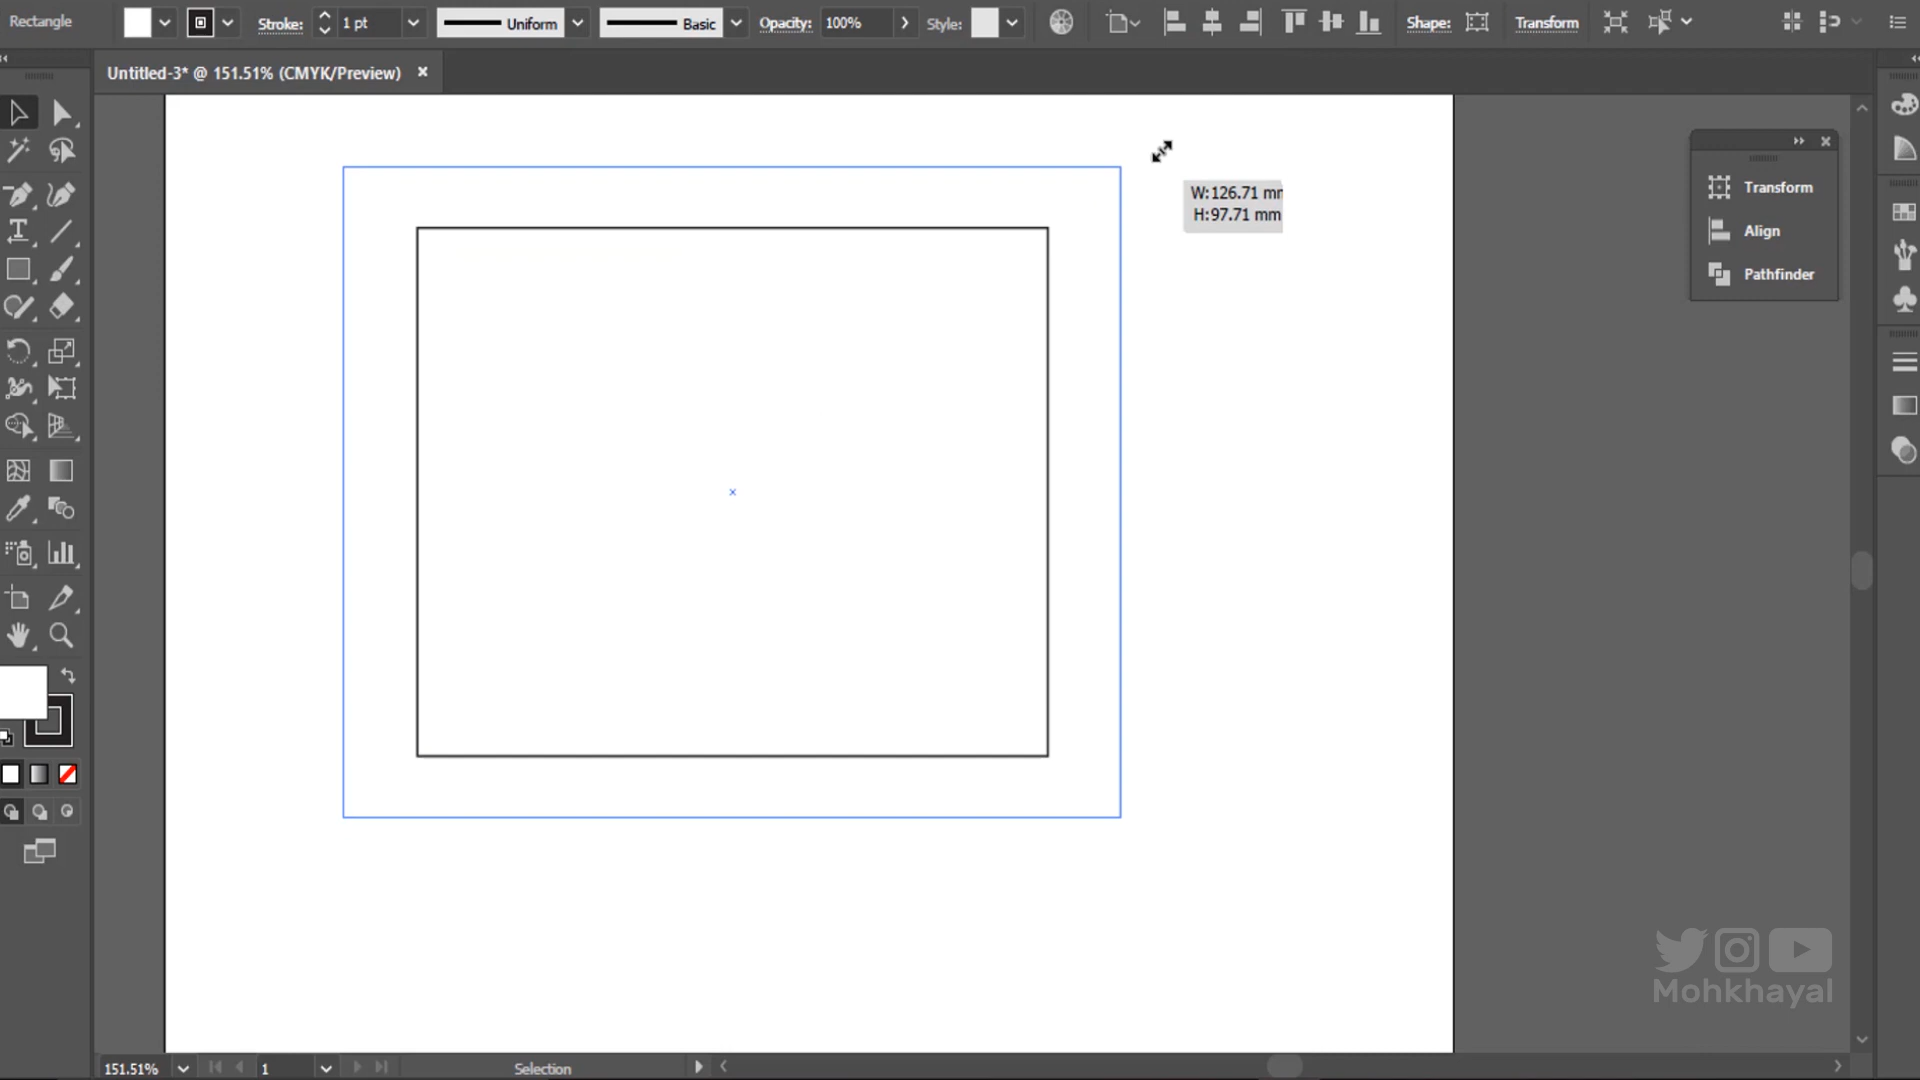 Rectangle
Stroke:
1 pt
Uniform
Basic
Opacity:
100%
Style:
Shape:
Transform
Untitled-3* @ 151.51% (CMYK/Preview)
W:126.71 mm
H:97.71 mm
Transform
Align
Pathfinder
Mohkhayal
151.51%
1
Selection